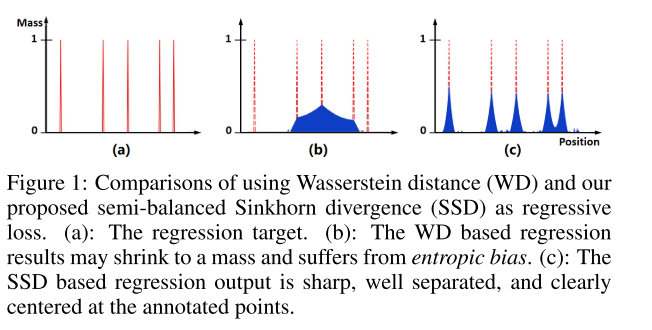 Mass
1
0
(a)
1
0
(b)
1
0
(c)
Position
Figure 1: Comparisons of using Wasserstein distance (WD) and our
proposed semi-balanced Sinkhorn divergence (SSD) as regressive
loss. (a): The regression target. (b): The WD based regression
results may shrink to a mass and suffers from entropic bias. (c): The
SSD based regression output is sharp, well separated, and clearly
centered at the annotated points.